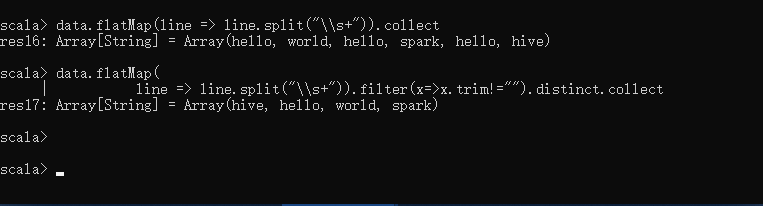 scala> data.flatMap(line => line.split("\\s+")).collect
res16: Array[String] = Array(hello, world, hello, spark, hello, hive)
scala> data.flatMap(
| line => line.split("\\s+")).filter(x=>x.trim!="").distinct.collect
res17: Array[String] = Array(hive, hello, world, spark)
scala>
scala> _